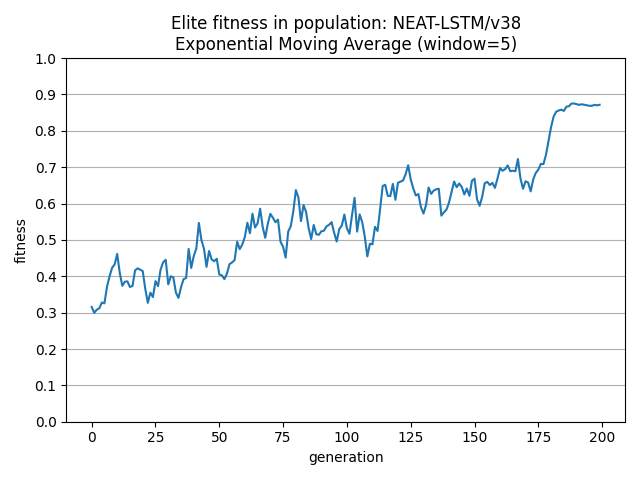 Elite fitness in population: NEAT-LSTM/v38
Exponential Moving Average (window=5)
1.0
0.9
0.8
0.7
0.6
0.5
0.4
0.3
0.2
0.1
0.0
fitness
0 25 50 75 100 125 150 175 200
generation